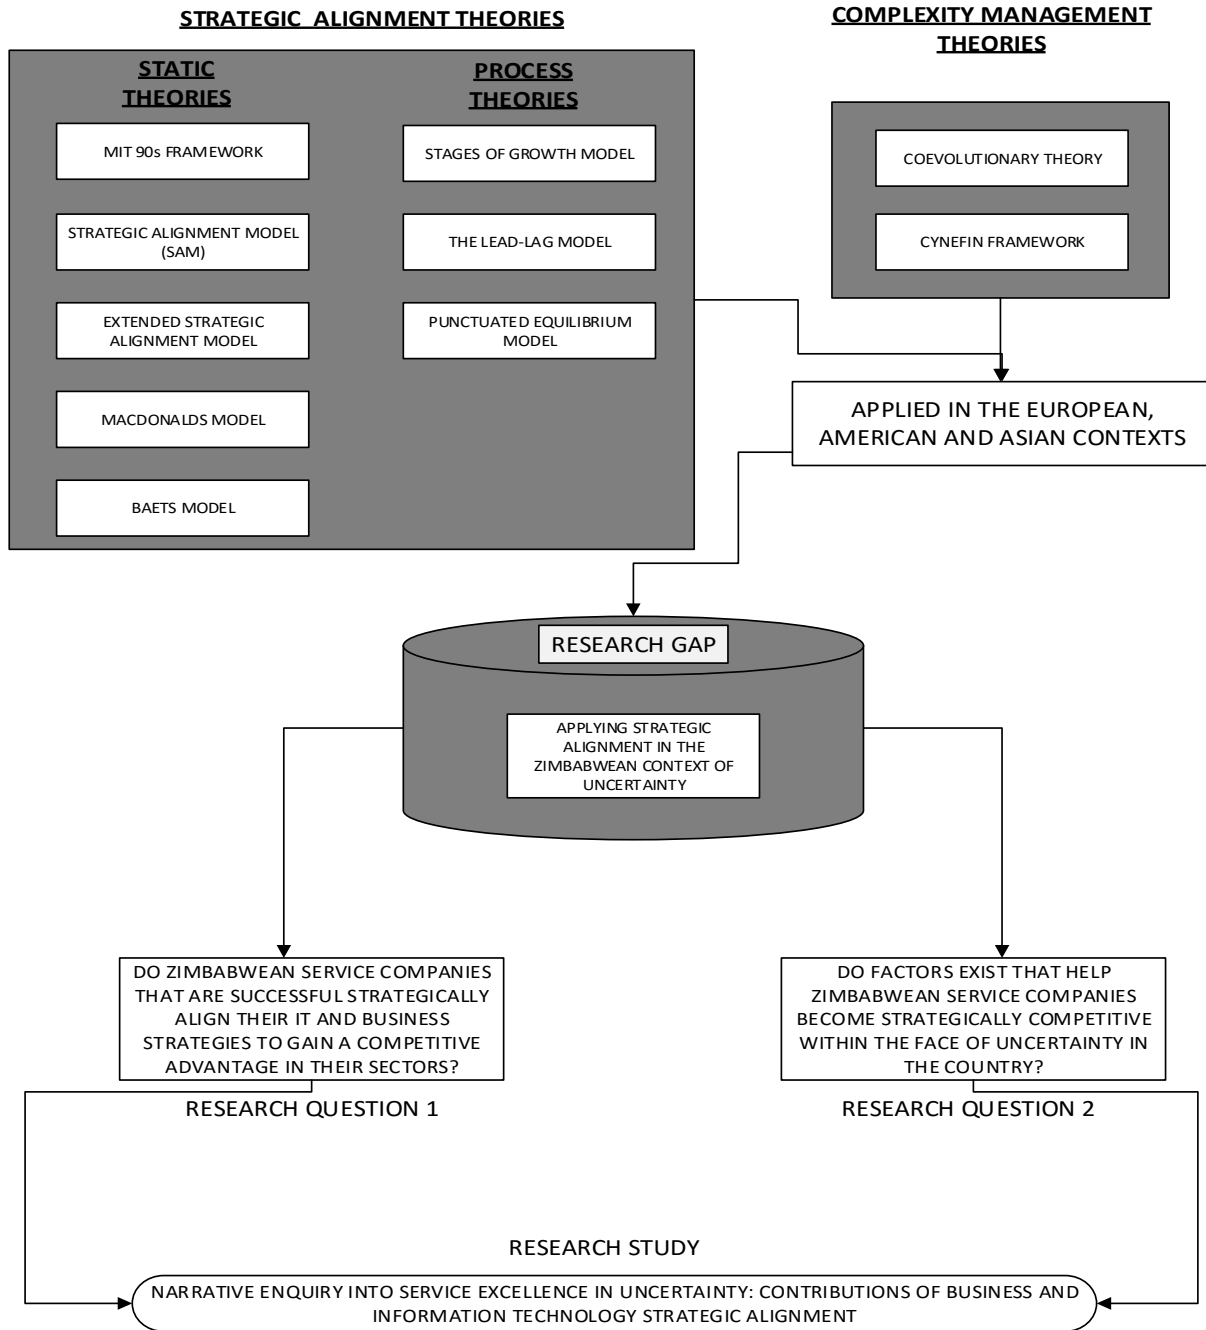 STRATEGIC ALIGNMENT THEORIES
COMPLEXITY MANAGEMENT
THEORIES
STATIC
THEORIES
MIT 90s FRAMEWORK
STRATEGIC ALIGNMENT MODEL
(SAM)
EXTENDED STRATEGIC
ALIGNMENT MODEL
MACDONALDS MODEL
BAETS MODEL
PROCESS
THEORIES
STAGES OF GROWTH MODEL
THE LEAD-LAG MODEL
PUNCTUATED EQUILIBRIUM
MODEL
COEVOLUTIONARY THEORY
CYNEFIN FRAMEWORK
APPLIED IN THE EUROPEAN,
AMERICAN AND ASIAN CONTEXTS
RESEARCH GAP
APPLYING STRATEGIC
ALIGNMENT IN THE
ZIMBABWEAN CONTEXT OF
UNCERTAINTY
DO ZIMBABWEAN SERVICE COMPANIES
THAT ARE SUCCESSFUL STRATEGICALLY
ALIGN THEIR IT AND BUSINESS
STRATEGIES TO GAIN A COMPETITIVE
ADVANTAGE IN THEIR SECTORS?
RESEARCH QUESTION 1
DO FACTORS EXIST THAT HELP
ZIMBABWEAN SERVICE COMPANIES
BECOME STRATEGICALLY COMPETITIVE
WITHIN THE FACE OF UNCERTAINTY IN
THE COUNTRY?
RESEARCH QUESTION 2
RESEARCH STUDY
NARRATIVE ENQUIRY INTO SERVICE EXCELLENCE IN UNCERTAINTY: CONTRIBUTIONS OF BUSINESS AND
INFORMATION TECHNOLOGY STRATEGIC ALIGNMENT